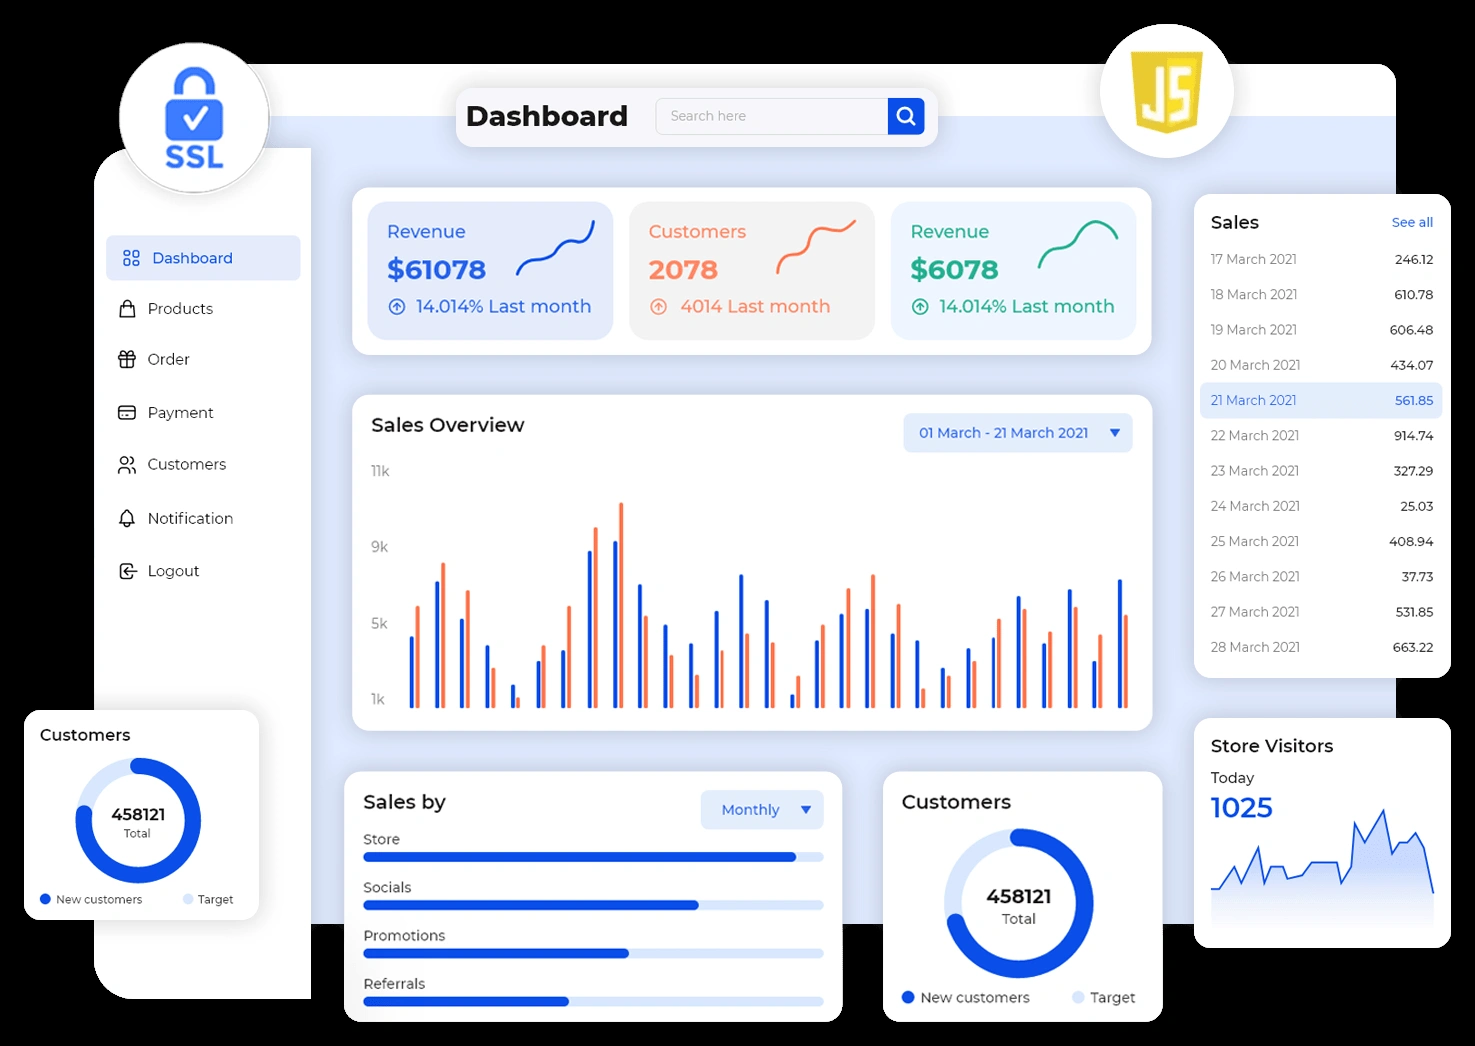 SSL
JS
Dashboard
Search here
Dashboard
Products
Order
Payment
Customers
Notification
Logout
Revenue
$61078
14.014% Last month
Customers
2078
4014 Last month
Revenue
$6078
14.014% Last month
Sales Overview
01 March - 21 March 2021
11k
9k
5k
1k
Sales
See all
17 March 2021 246.12
18 March 2021 610.78
19 March 2021 606.48
20 March 2021 434.07
21 March 2021 561.85
22 March 2021 914.74
23 March 2021 327.29
24 March 2021 25.03
25 March 2021 408.94
26 March 2021 37.73
27 March 2021 531.85
28 March 2021 663.22
Customers
458121
Total
New customers
Target
Sales by
Monthly
Store
Socials
Promotions
Referrals
Customers
458121
Total
New customers
Target
Store Visitors
Today
1025